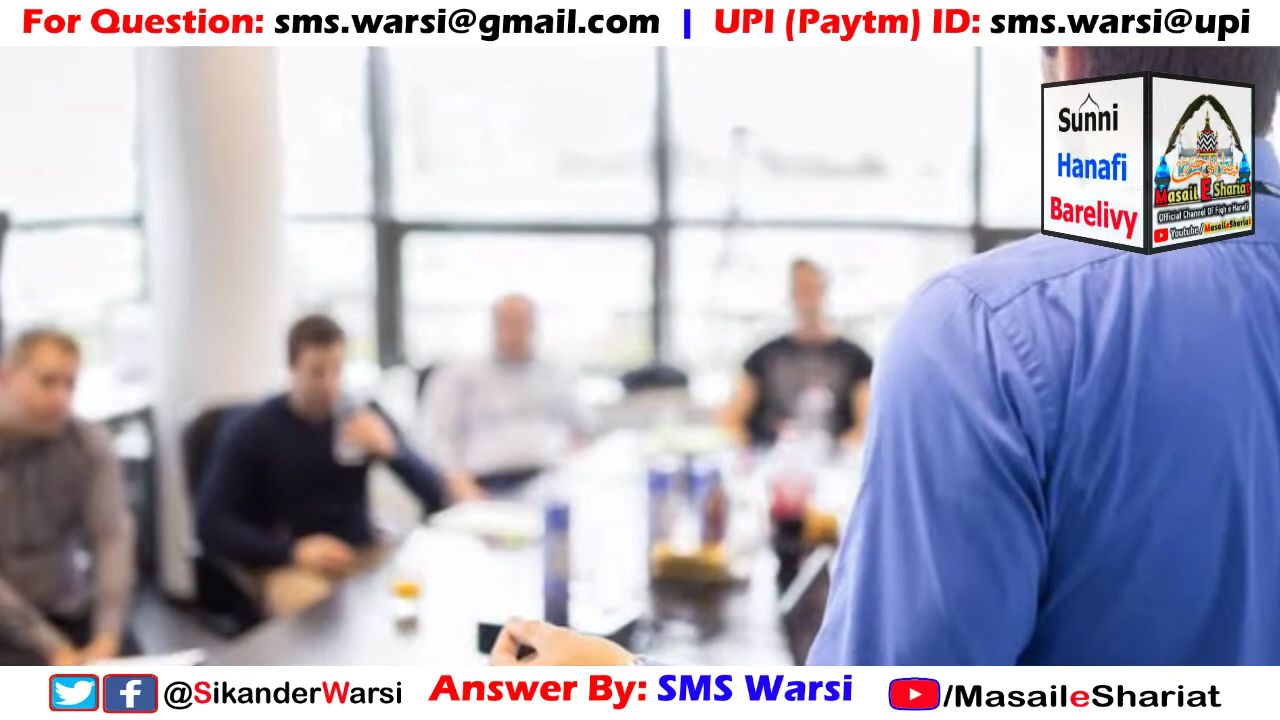 For Question: sms.warsi@gmail.com | UPI (Paytm) ID: sms.warsi@upi
Sunni
Hanafi
Barelivy
Masail E Shariat
Official Channel Of Fiqh e Hanafi
Youtube/MasaileShariat
@SikanderWarsi
Answer By: SMS Warsi
/MasaileShariat